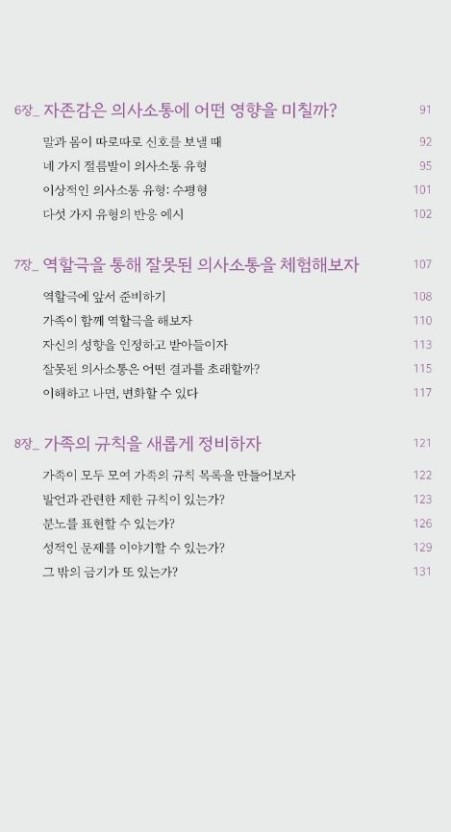 6장_ 자존감은 의사소통에 어떤 영향을 미칠까? 91
말과 몸이 따로따로 신호를 보낼 때 92
네 가지 절름발이 의사소통 유형 95
이상적인 의사소통 유형: 수평형 101
다섯 가지 유형의 반응 예시 102
7장_ 역할극을 통해 잘못된 의사소통을 체험해보자 107
역할극에 앞서 준비하기 108
가족이 함께 역할극을 해보자 110
자신의 성향을 인정하고 받아들이자 113
잘못된 의사소통은 어떤 결과를 초래할까? 115
이해하고 나면, 변화할 수 있다 117
8장_ 가족의 규칙을 새롭게 정비하자 121
가족이 모두 모여 가족의 규칙 목록을 만들어보자 122
발언과 관련한 제한 규칙이 있는가? 123
분노를 표현할 수 있는가? 126
성적인 문제를 이야기할 수 있는가? 129
그 밖의 금기가 또 있는가? 131